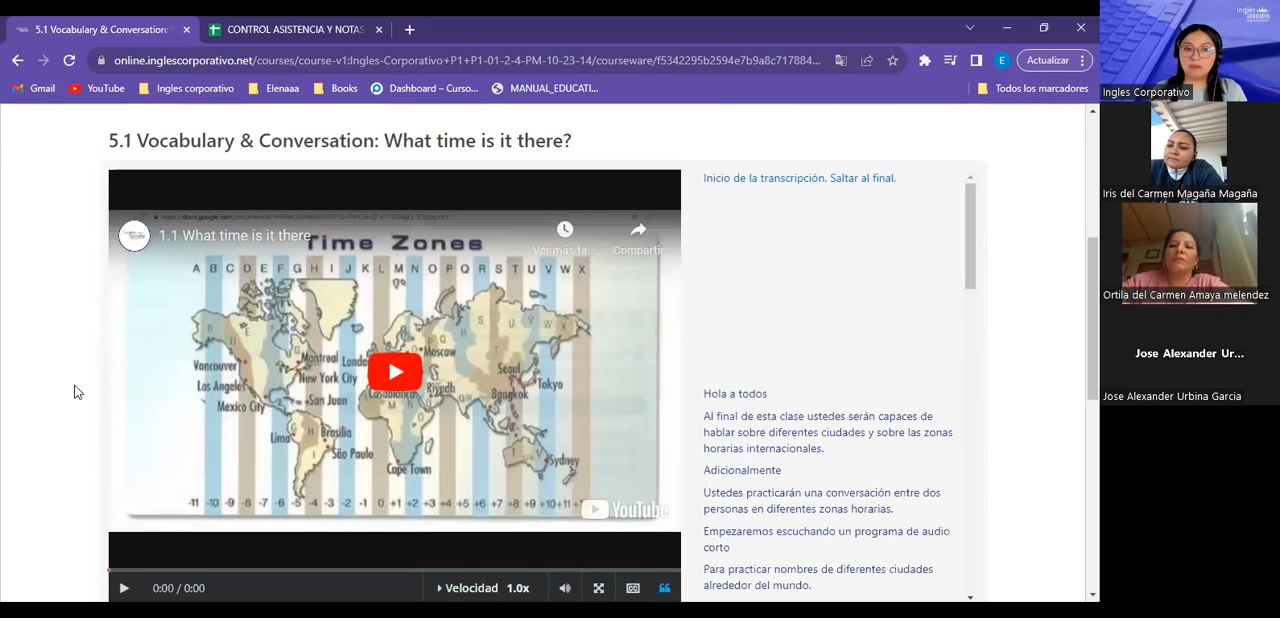 5.1 Vocabulary & Conversation:
CONTROL ASISTENCIA Y NOTAS
online.inglescorporativo.net/courses/course-v1:Ingles-Corporativo+P1+P1-01-2-4-PM-10-23-14/courseware/f5342295b2594e7b9a8c717884...
E
Actualizar
Gmail
YouTube
Ingles corporativo
Elenaaa
Books
Dashboard – Curso...
MANUAL_EDUCATI...
Todos los marcadores
5.1 Vocabulary & Conversation: What time is it there?
1.1 What time is it there
Time Zones
Ver más ta...
Compartir
A B C D E F G H I J K L M N O P Q R S T U V W X
Vancouver
Montreal
Moscow
Los Angeles
New York City
Seoul
Tokyo
Mexico City
San Juan
Casablanca
Riyadh
Bangkok
Lima
Brasília
São Paulo
Cape Town
Sydney
-11 -10 -9 -8 -7 -6 -5 -4 -3 -2 -1 0 +1 +2 +3 +4 +5 +6 +7 +8 +9 +10 +11
YouTube
0:00 / 0:00
Velocidad 1.0x
Inicio de la transcripción. Saltar al final.
Hola a todos
Al final de esta clase ustedes serán capaces de
hablar sobre diferentes ciudades y sobre las zonas
horarias internacionales.
Adicionalmente
Ustedes practicarán una conversación entre dos
personas en diferentes zonas horarias.
Empezaremos escuchando un programa de audio
corto
Para practicar nombres de diferentes ciudades
alrededor del mundo.
Ingles Corporativo
Iris del Carmen Magaña Magaña
Ortila del Carmen Amaya melendez
Jose Alexander Ur...
Jose Alexander Urbina Garcia